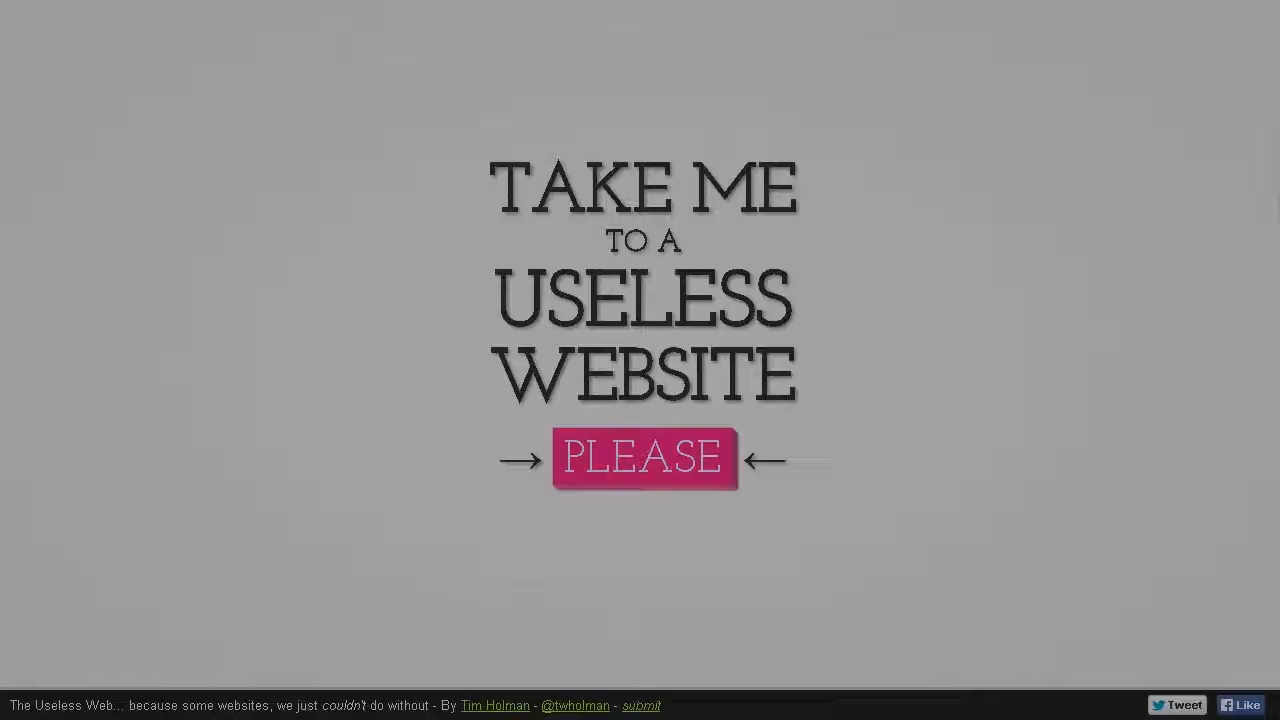 TAKE ME
TO A
USELESS
WEBSITE
→ PLEASE ←
The Useless Web... because some websites, we just couldn't do without - By Tim Holman - @twholman - submit
Tweet
Like